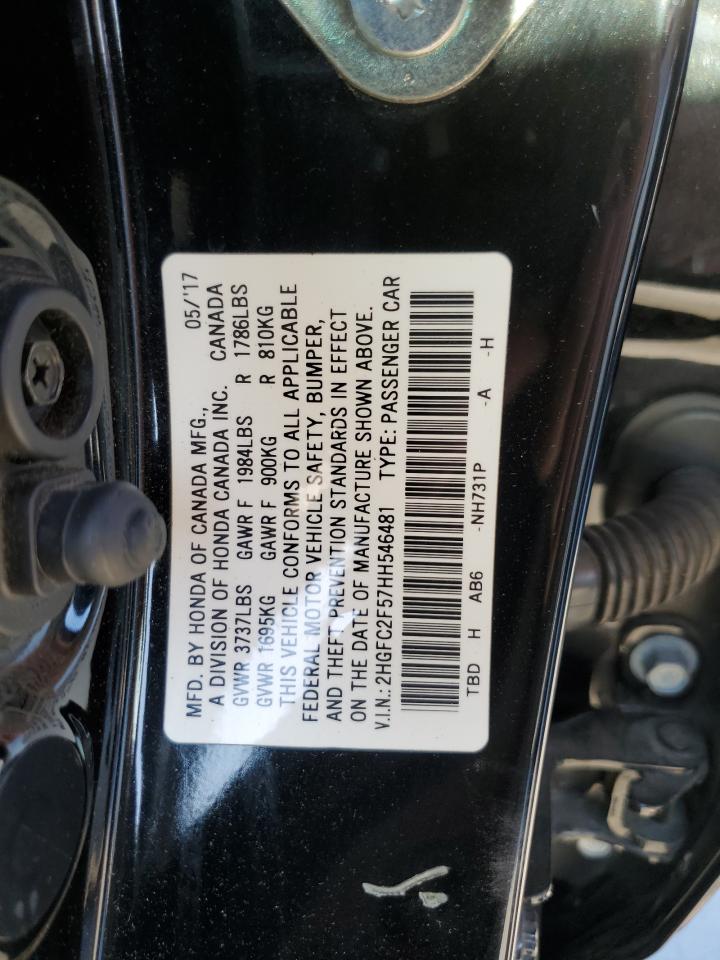 MFD. BY HONDA OF CANADA MFG., 05/'17
A DIVISION OF HONDA CANADA INC. CANADA
GVWR 3737LBS GAWR F 1984LBS R 1786LBS
GVWR 1695KG GAWR F 900KG R 810KG
THIS VEHICLE CONFORMS TO ALL APPLICABLE
FEDERAL MOTOR VEHICLE SAFETY, BUMPER,
AND THEFT PREVENTION STANDARDS IN EFFECT
ON THE DATE OF MANUFACTURE SHOWN ABOVE.
V.I.N.: 2HGFC2F57HH546481 TYPE: PASSENGER CAR
TBD - H AB6 -NH731P -A -H